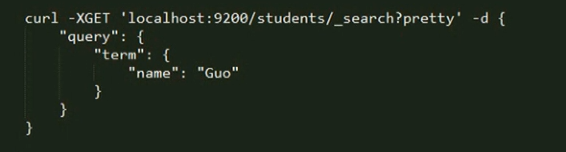 curl -XGET 'localhost:9200/students/_search?pretty' -d {
    "query": {
        "term": {
            "name": "Guo"
        }
    }
}